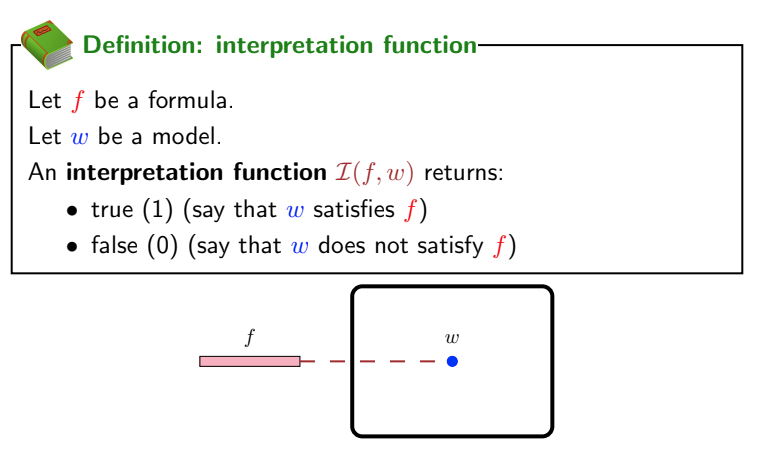 Definition: interpretation function
Let f be a formula.
Let w be a model.
An interpretation function I(f, w) returns:
• true (1) (say that w satisfies f)
• false (0) (say that w does not satisfy f)
f w